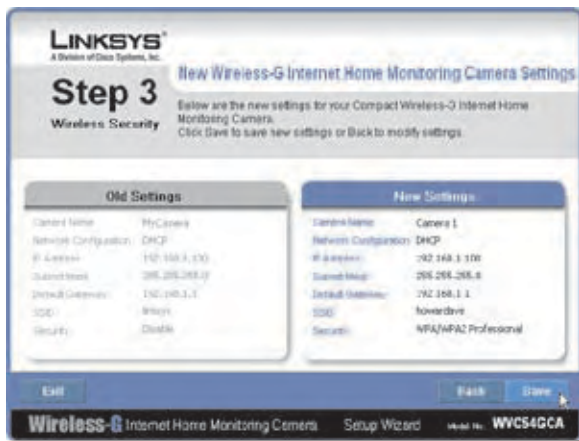 LINKSYS®
A Division of Cisco Systems, Inc.
Step 3
Wireless Security
New Wireless-G Internet Home Monitoring Camera Settings
Below are the new settings for your Compact Wireless-G Internet Home
Monitoring Camera.
Click Save to save new settings or Back to modify settings.
Old Settings
Camera Name: MyCamera
Network Configuration: DHCP
IP Address: 192.168.1.100
Subnet Mask: 255.255.255.0
Default Gateway: 192.168.1.1
SSID: linksys
Security: Disable
New Settings
Camera Name: Camera 1
Network Configuration: DHCP
IP Address: 192.168.1.100
Subnet Mask: 255.255.255.0
Default Gateway: 192.168.1.1
SSID: howarddave
Security: WPA/WPA2 Professional
Exit
Back
Save
Wireless-G Internet Home Monitoring Camera Setup Wizard Model No. WVC54GCA